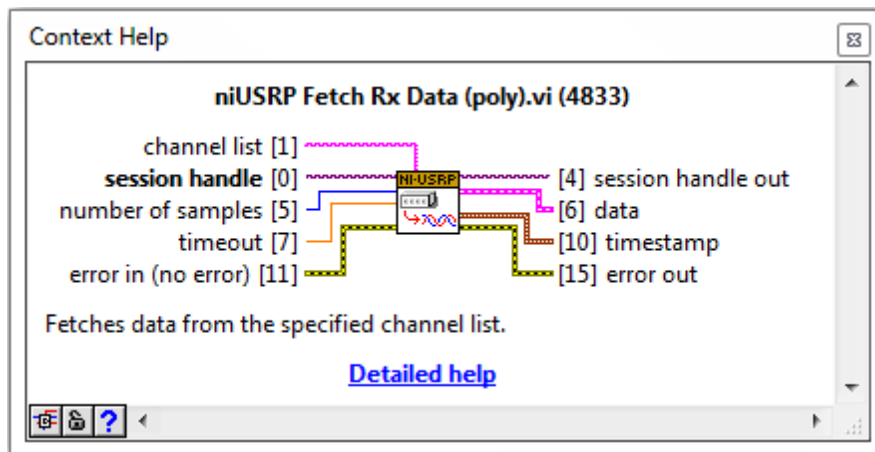 Context Help
niUSRP Fetch Rx Data (poly).vi (4833)
channel list [1]
session handle [0]
number of samples [5]
timeout [7]
error in (no error) [11]
NI-USRP
[4] session handle out
[6] data
[10] timestamp
[15] error out
Fetches data from the specified channel list.
Detailed help
?